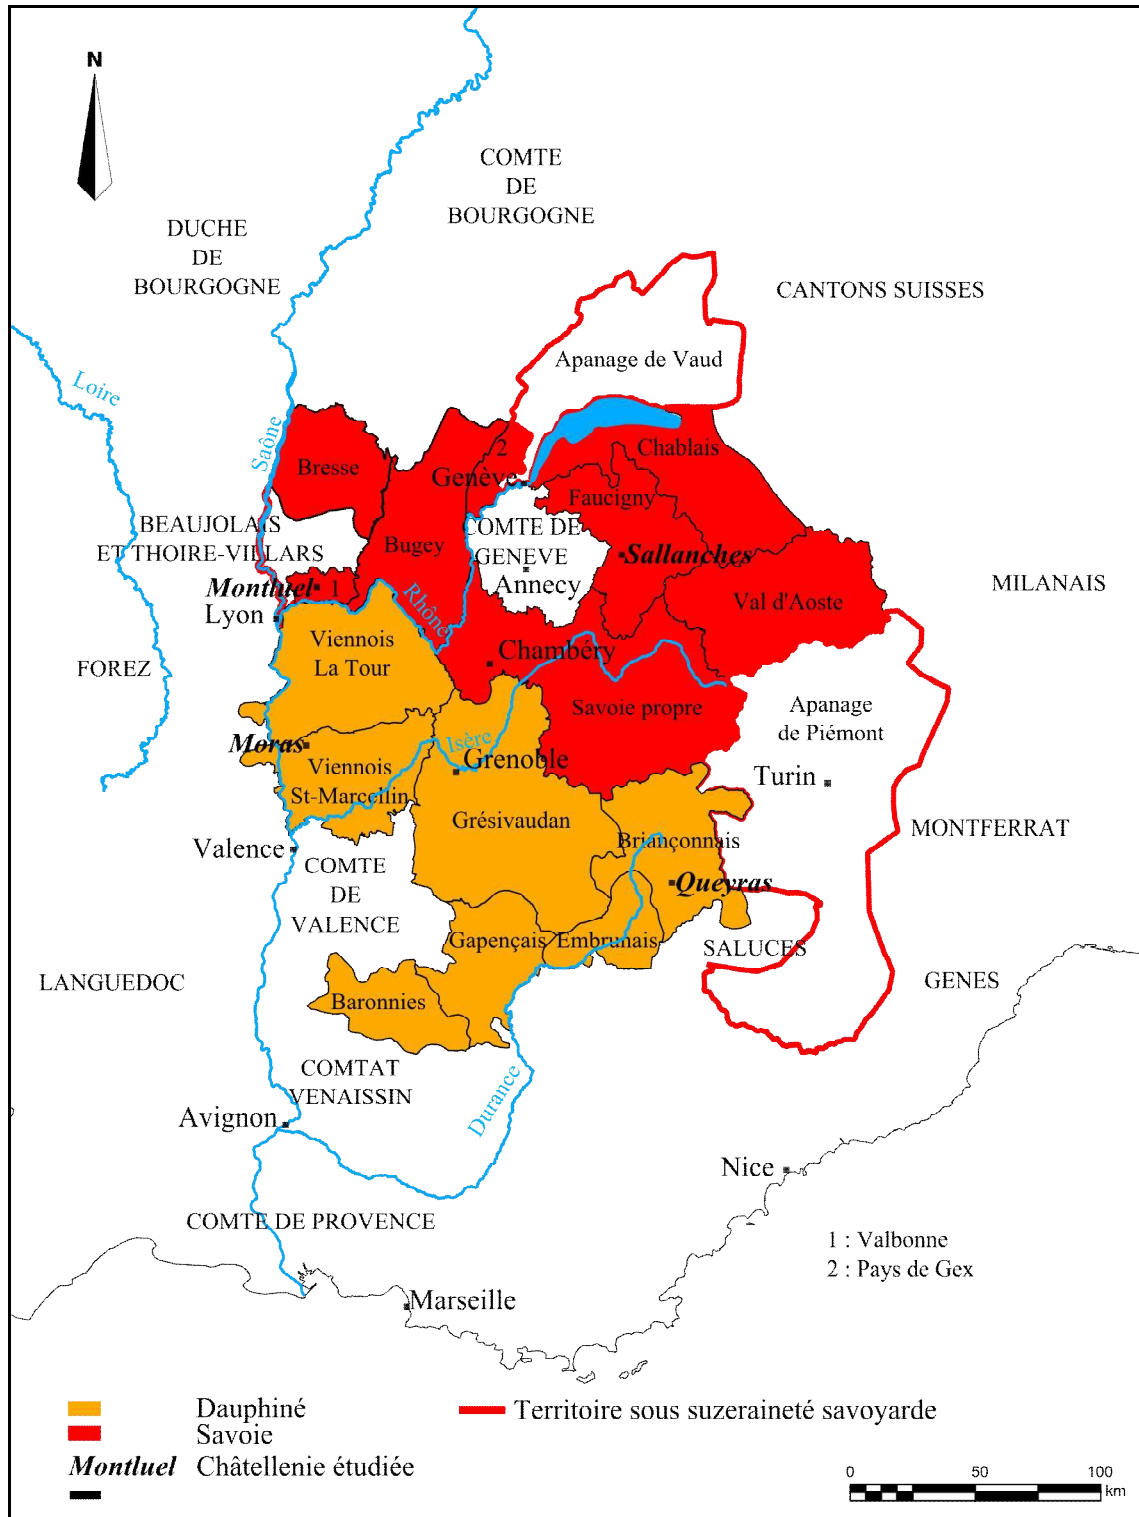 N
COMTE
DE
BOURGOGNE
DUCHE
DE
BOURGOGNE
CANTONS SUISSES
Apanage de Vaud
Loire
Saône
2
Chablais
Bresse
Genève
Faucigny
BEAUJOLAIS
ET THOIRE-VILLARS
Bugey
COMTE DE
GENEVE
Annecy
Sallanches
MILANAIS
Montluel
1
Rhône
Val d'Aoste
Lyon
Viennois
La Tour
Chambéry
FOREZ
Savoie propre
Apanage
de Piémont
Moras
Isère
Grenoble
Viennois
St-Marcellin
Turin
Grésivaudan
MONTFERRAT
Briançonnais
Valence
COMTE
DE
VALENCE
Queyras
Gapençais
Embrunais
SALUCES
LANGUEDOC
GENES
Baronnies
COMTAT
VENAISSIN
Durance
Avignon
Nice
COMTE DE PROVENCE
1 : Valbonne
2 : Pays de Gex
Marseille
Dauphiné
Territoire sous suzeraineté savoyarde
Savoie
Montluel Châtellenie étudiée
0 50 100
km